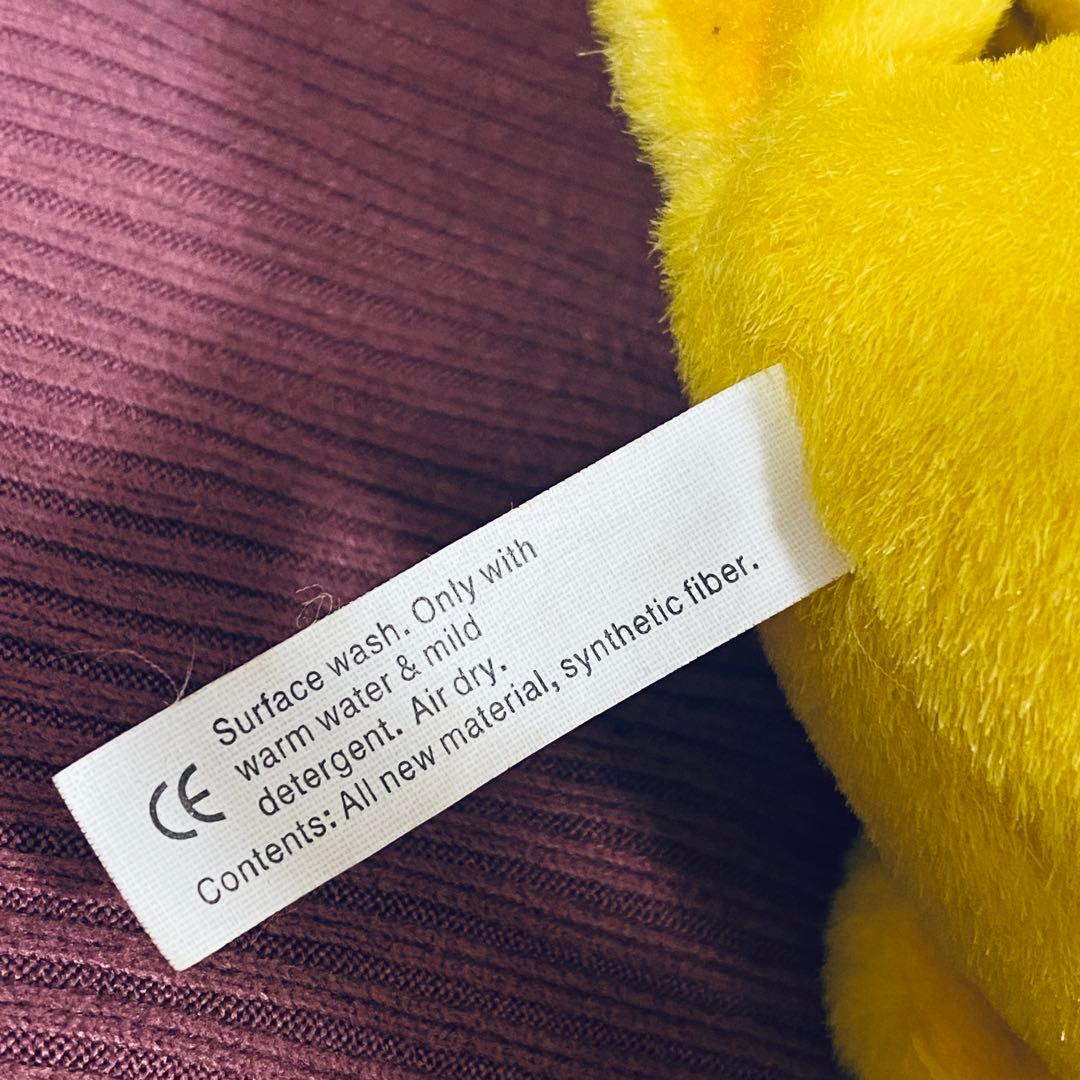 Surface wash. Only with
warm water & mild
CE detergent. Air dry.
Contents: All new material, synthetic fiber.